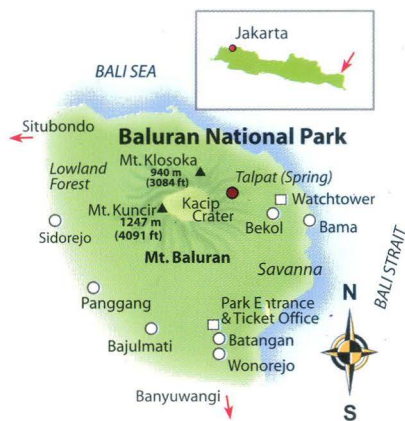 Jakarta
BALI SEA
Situbondo
Baluran National Park
Mt. Klosoka
940 m
(3084 ft)
Lowland
Forest
Talpat (Spring)
Watchtower
Kacip
Crater
Mt. Kuncir
1247 m
(4091 ft)
Bekol
Bama
Sidorejo
Mt. Baluran
Savanna
BALI STRAIT
Panggang
Park Entrance
& Ticket Office
N
Bajulmati
Batangan
Wonorejo
Banyuwangi
S